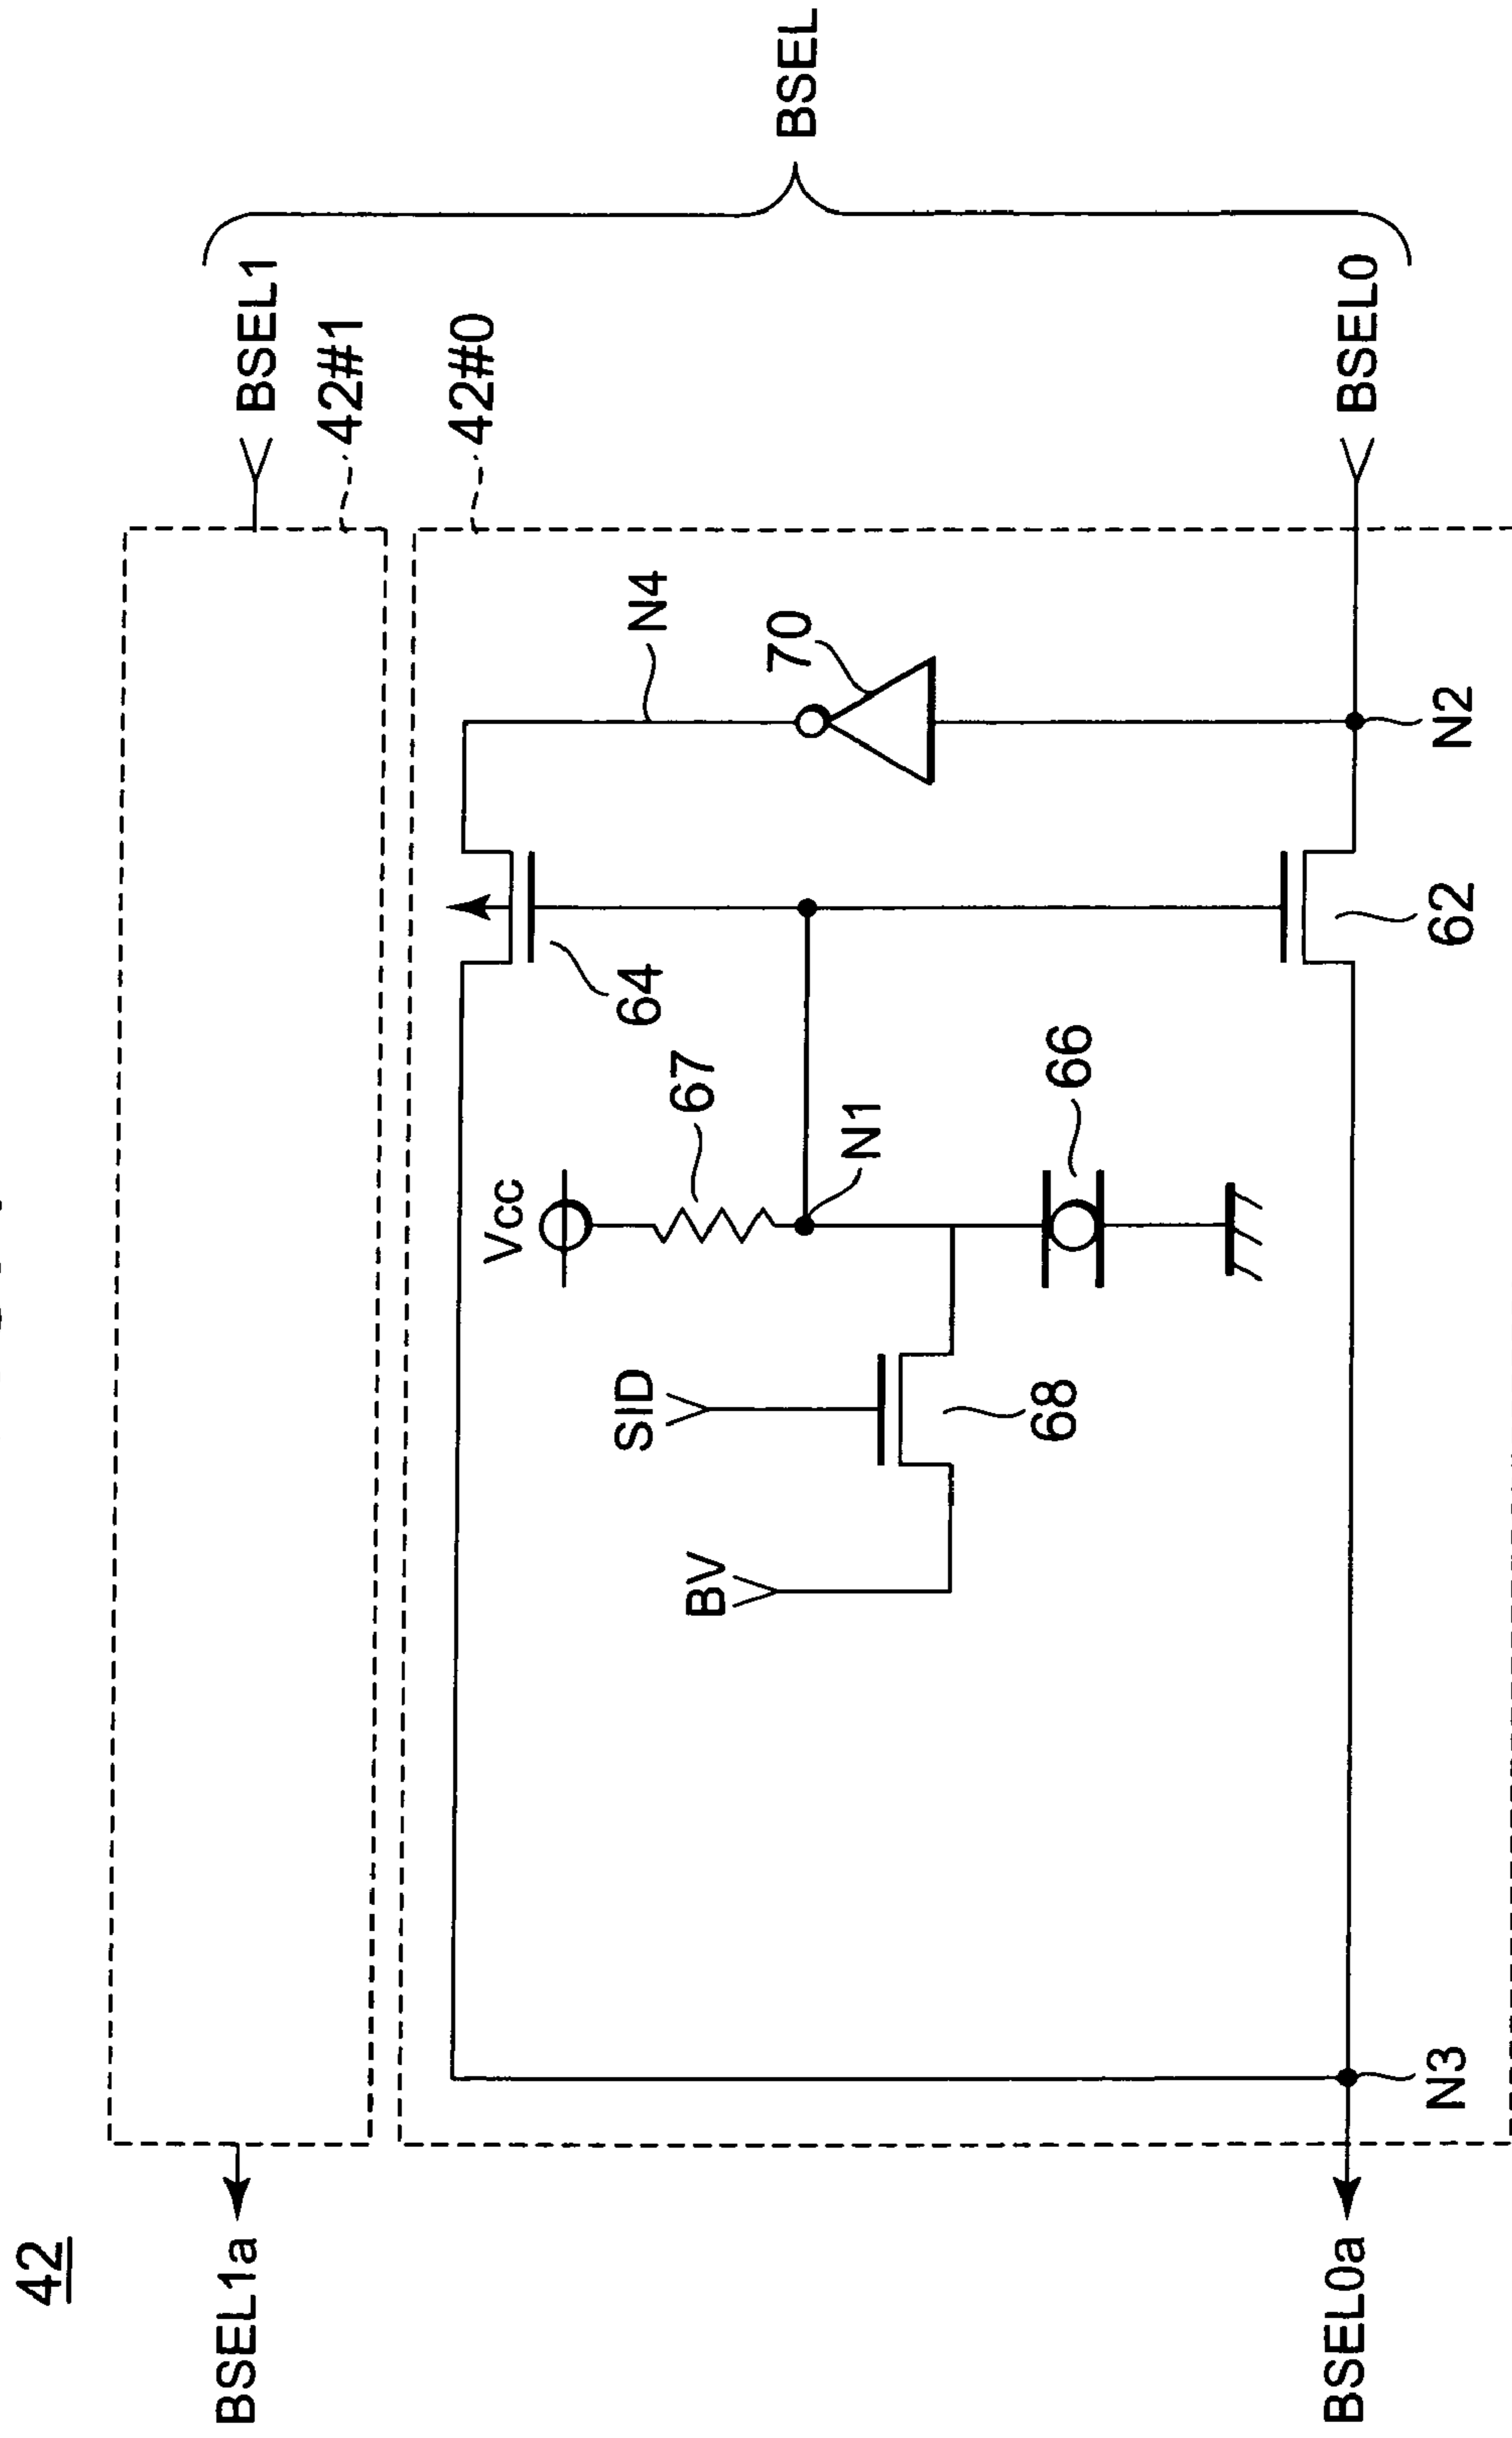 42
BSEL1a
BSEL1
42#1
42#0
BSEL
N4
70
64
67
Vcc
N1
66
SID
68
BV
62
N2
BSEL0
N3
BSEL0a